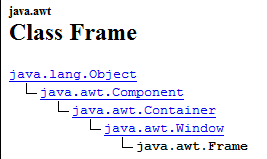 java.awt
Class Frame
java.lang.Object
java.awt.Component
java.awt.Container
java.awt.Window
java.awt.Frame